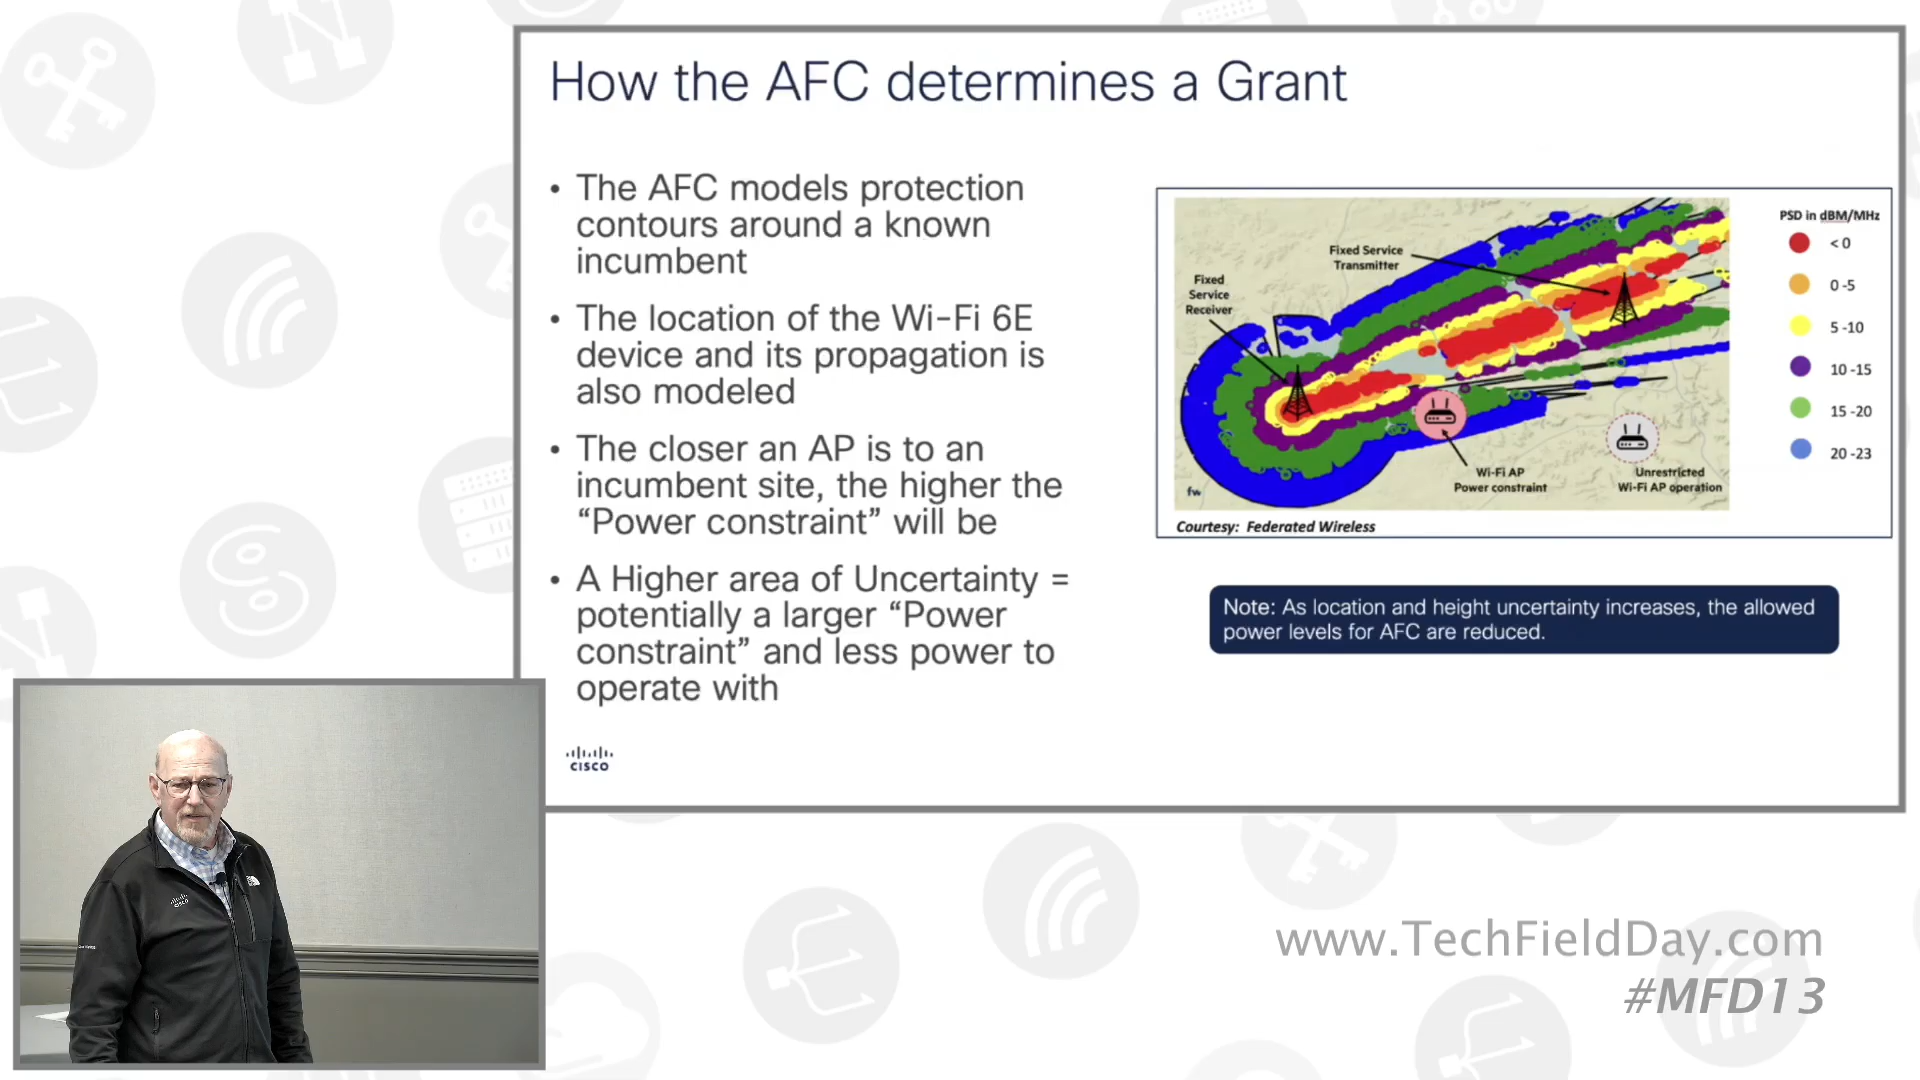 How the AFC determines a Grant
• The AFC models protection
contours around a known
incumbent
• The location of the Wi-Fi 6E
device and its propagation is
also modeled
• The closer an AP is to an
incumbent site, the higher the
“Power constraint” will be
• A Higher area of Uncertainty =
potentially a larger “Power
constraint” and less power to
operate with
Fixed
Service
Receiver
Fixed Service
Transmitter
Wi-Fi AP
Power constraint
Unrestricted
Wi-Fi AP operation
fw
PSD in dBM/MHz
< 0
0 -5
5 -10
10 -15
15 -20
20 -23
Courtesy: Federated Wireless
Note: As location and height uncertainty increases, the allowed
power levels for AFC are reduced.
CISCO
CISCO
www.TechFieldDay.com
#MFD13